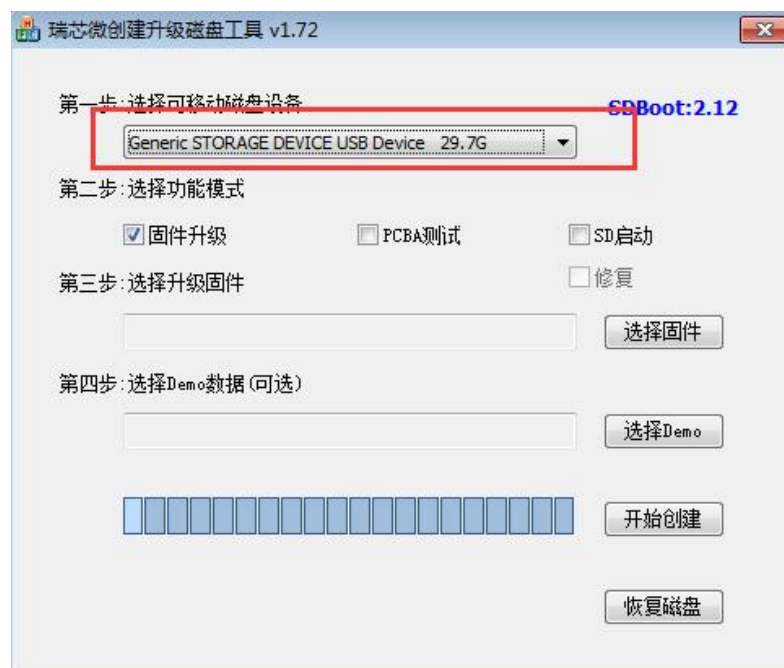 瑞芯微创建升级磁盘工具 v1.72
第一步:选择可移动磁盘设备
SDBoot:2.12
Generic STORAGE DEVICE USB Device 29.7G
第二步:选择功能模式
固件升级 PCBA测试 SD启动
第三步:选择升级固件 修复
选择固件
第四步:选择Demo数据(可选)
选择Demo
开始创建
恢复磁盘